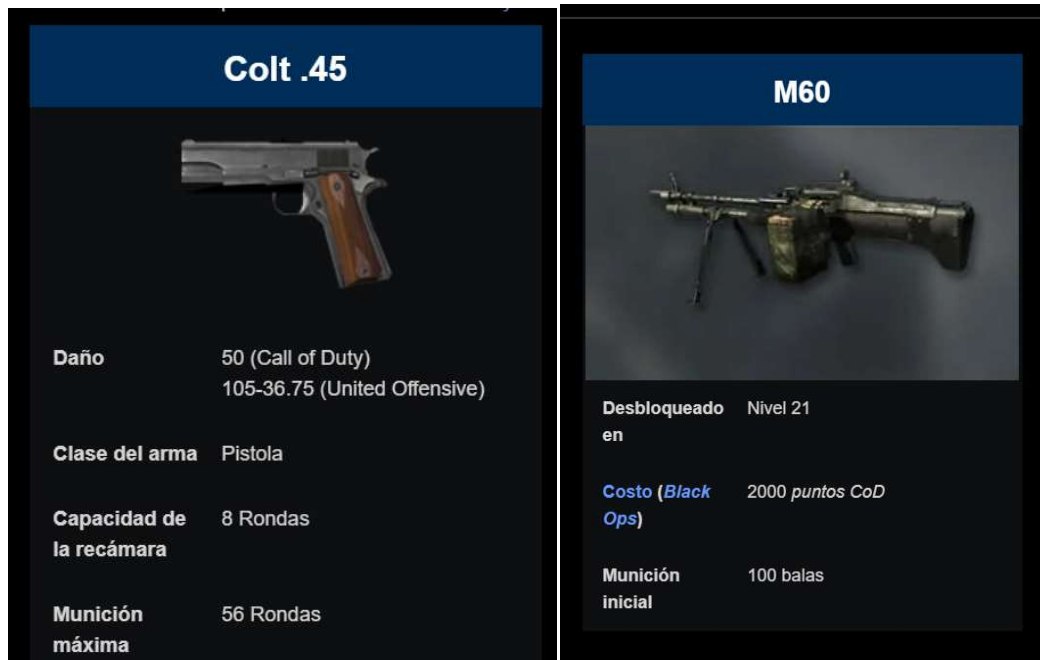 Colt .45
Daño 50 (Call of Duty)
105-36.75 (United Offensive)
Clase del arma Pistola
Capacidad de 8 Rondas
la recámara
Munición 56 Rondas
máxima
M60
Desbloqueado Nivel 21
en
Costo (Black 2000 puntos CoD
Ops)
Munición 100 balas
inicial